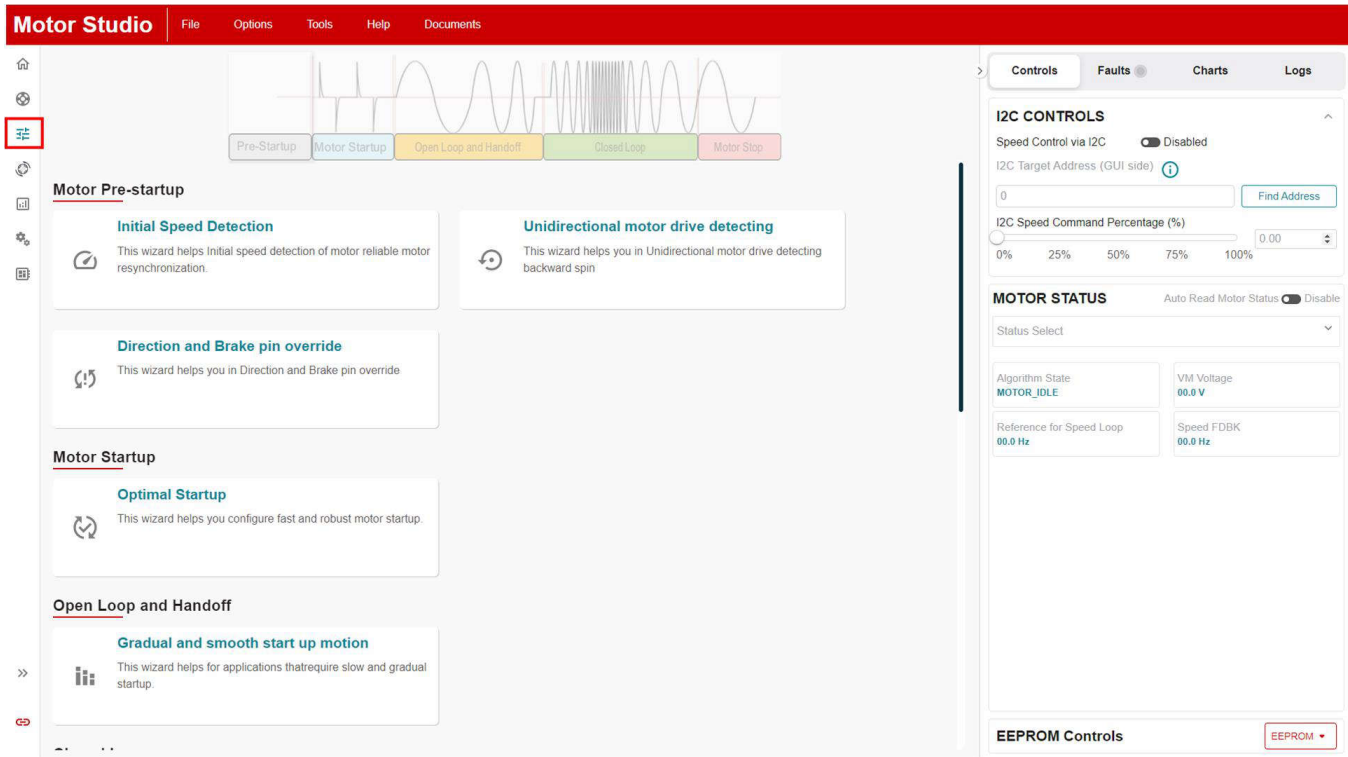 Motor Studio
File
Options
Tools
Help
Documents
Pre-Startup
Motor Startup
Open Loop and Handoff
Closed Loop
Motor Stop
Motor Pre-startup
Initial Speed Detection
This wizard helps Initial speed detection of motor reliable motor
resynchronization.
Unidirectional motor drive detecting
This wizard helps you in Unidirectional motor drive detecting
backward spin
Direction and Brake pin override
This wizard helps you in Direction and Brake pin override
Motor Startup
Optimal Startup
This wizard helps you configure fast and robust motor startup.
Open Loop and Handoff
Gradual and smooth start up motion
This wizard helps for applications thatrequire slow and gradual
startup.
Controls
Faults
Charts
Logs
I2C CONTROLS
Speed Control via I2C
Disabled
I2C Target Address (GUI side)
0
Find Address
I2C Speed Command Percentage (%)
0.00
0% 25% 50% 75% 100%
MOTOR STATUS
Auto Read Motor Status
Disable
Status Select
Algorithm State
MOTOR_IDLE
VM Voltage
00.0 V
Reference for Speed Loop
00.0 Hz
Speed FDBK
00.0 Hz
EEPROM Controls
EEPROM